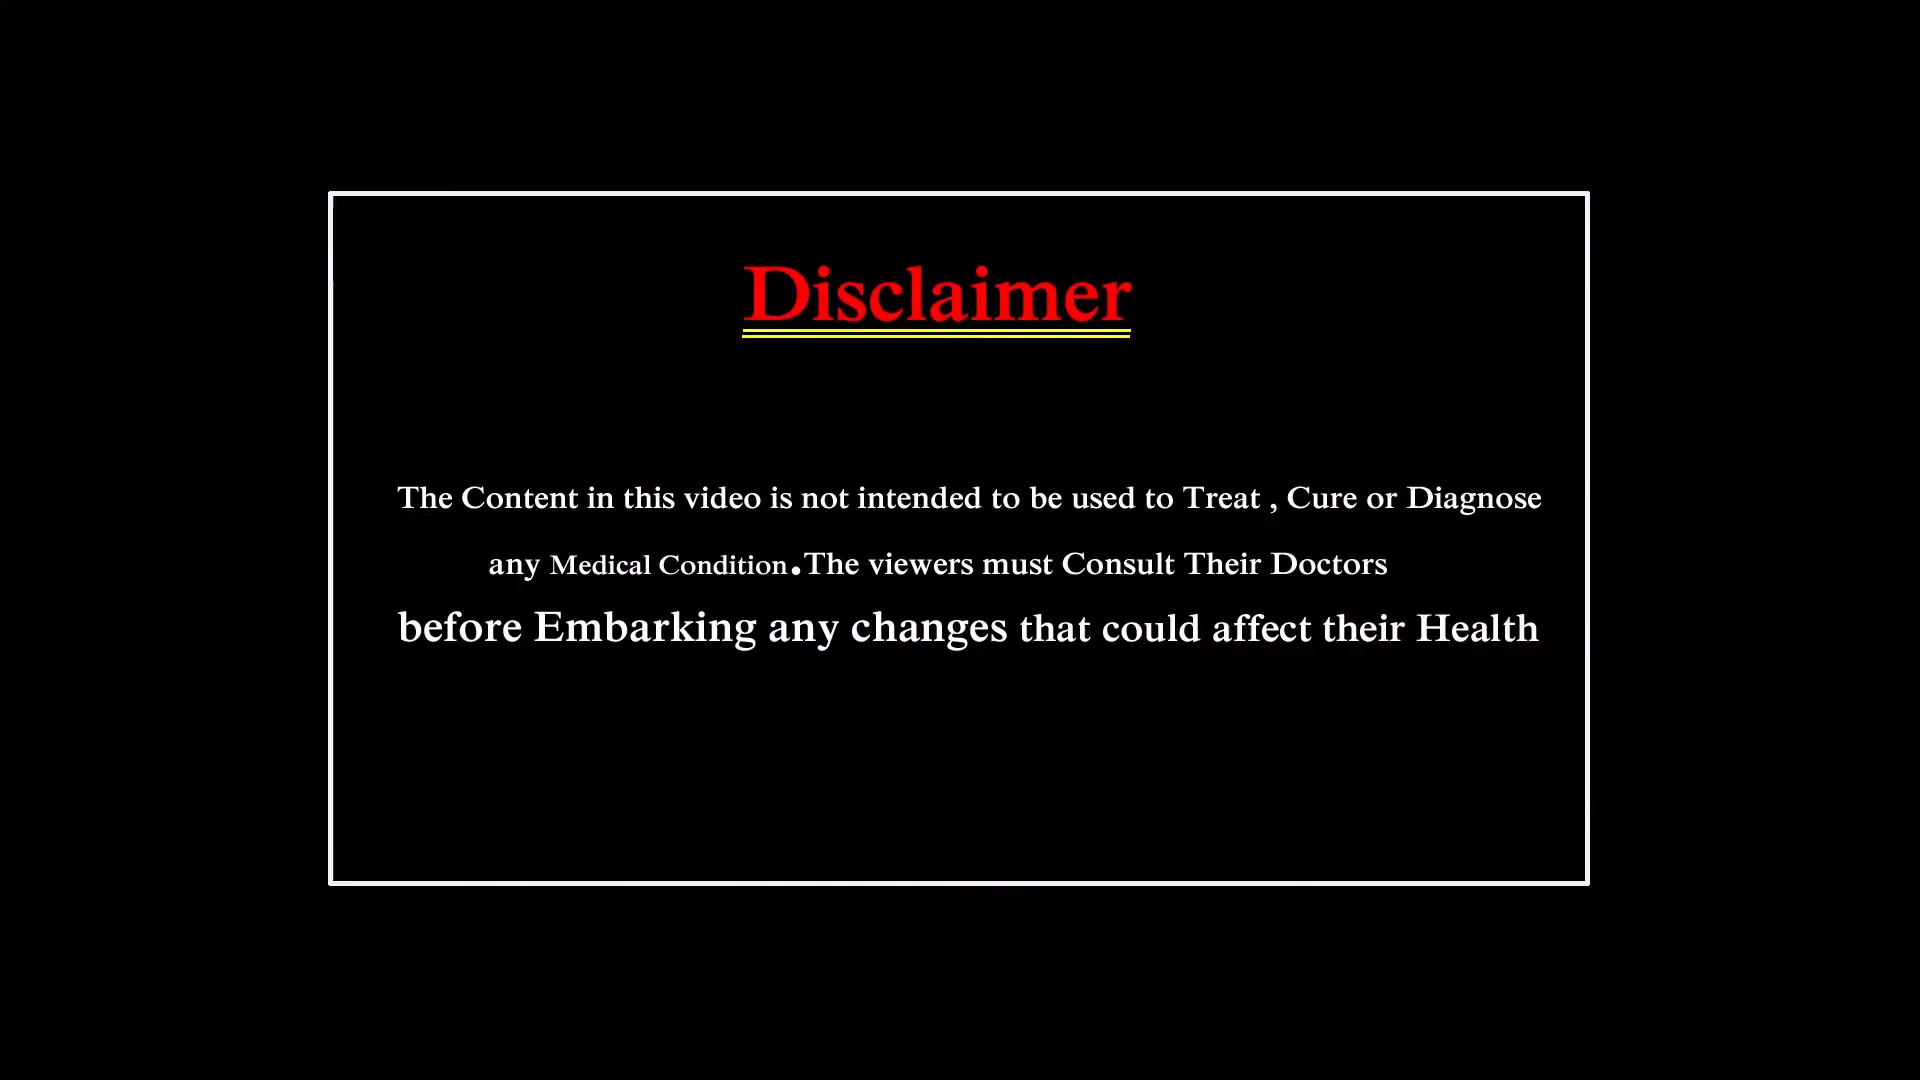 Disclaimer
The Content in this video is not intended to be used to Treat , Cure or Diagnose
any Medical Condition.The viewers must Consult Their Doctors
before Embarking any changes that could affect their Health